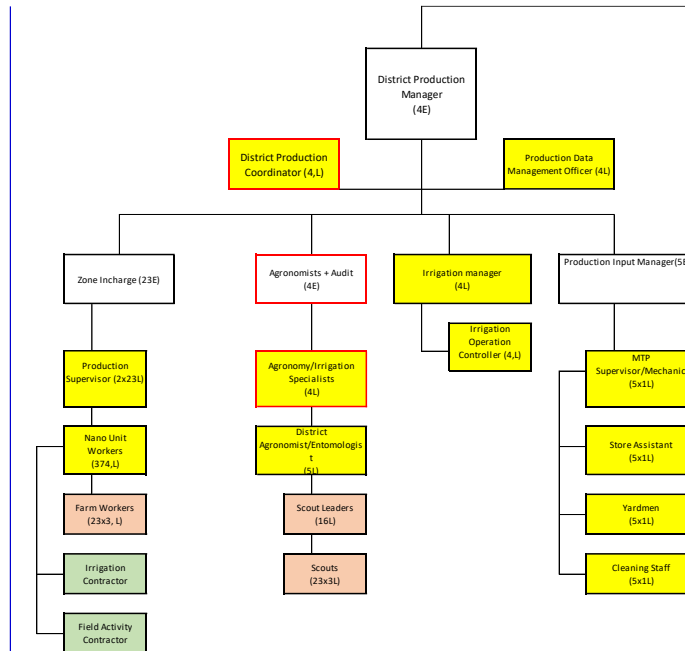 District Production
Manager
(4E)
District Production
Coordinator (4,L)
Production Data
Management Officer (4L)
Zone Incharge (23E)
Agronomists + Audit
(4E)
Irrigation manager
(4L)
Production Input Manager(5E
Irrigation
Operation
Controller (4,L)
Production
Supervisor (2x23L)
Agronomy/Irrigation
Specialists
(4L)
MTP
Supervisor/Mechanic
(5x1L)
Nano Unit
Workers
(374,L)
District
Agronomist/Entomologis
t
(5L)
Store Assistant
(5x1L)
Farm Workers
(23x3, L)
Scout Leaders
(16L)
Yardmen
(5x1L)
Irrigation
Contractor
Scouts
(23x3L)
Cleaning Staff
(5x1L)
Field Activity
Contractor